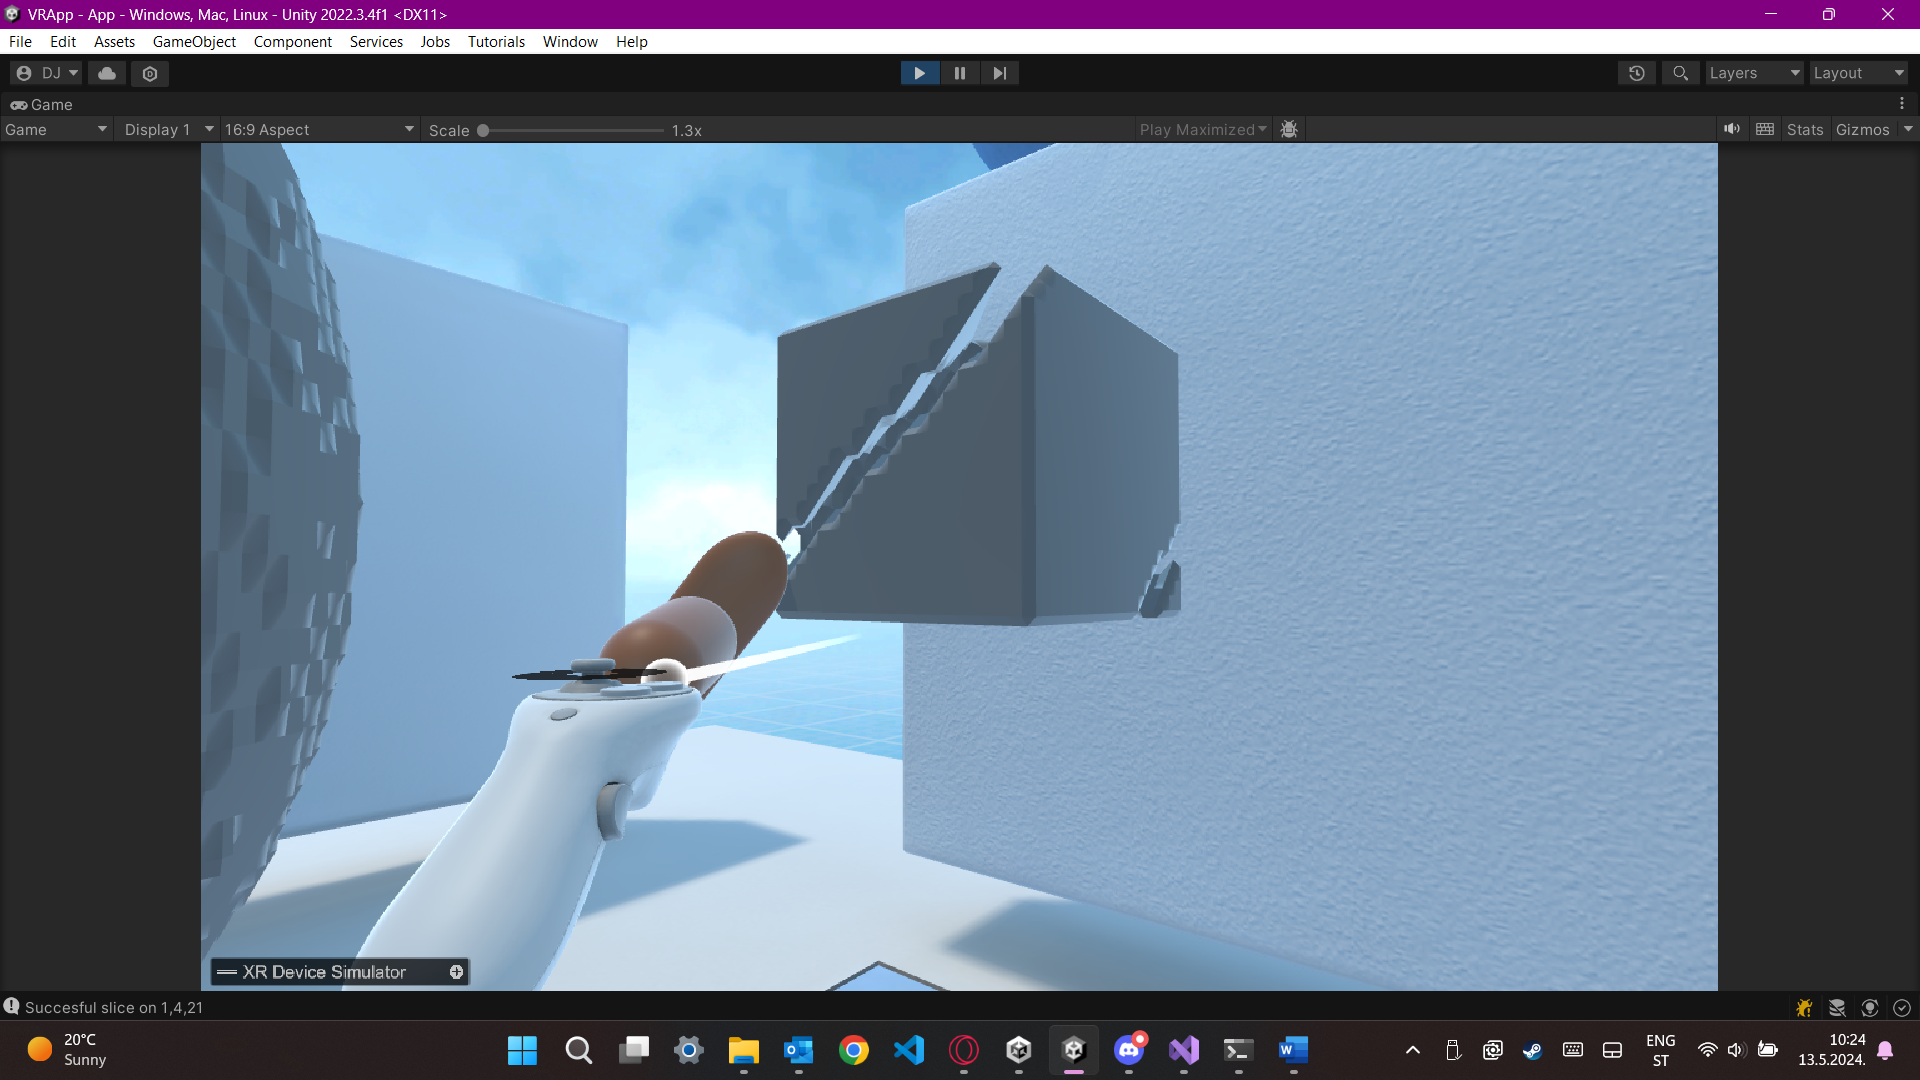 VRApp - App - Windows, Mac, Linux - Unity 2022.3.4f1 <DX11>
File Edit Assets GameObject Component Services Jobs Tutorials Window Help
DJ Layers Layout
Game
Game Display 1 16:9 Aspect Scale 1.3x Play Maximized Stats Gizmos
XR Device Simulator
Succesful slice on 1,4,21
20°C
Sunny
ENG
ST
10:24
13.5.2024.